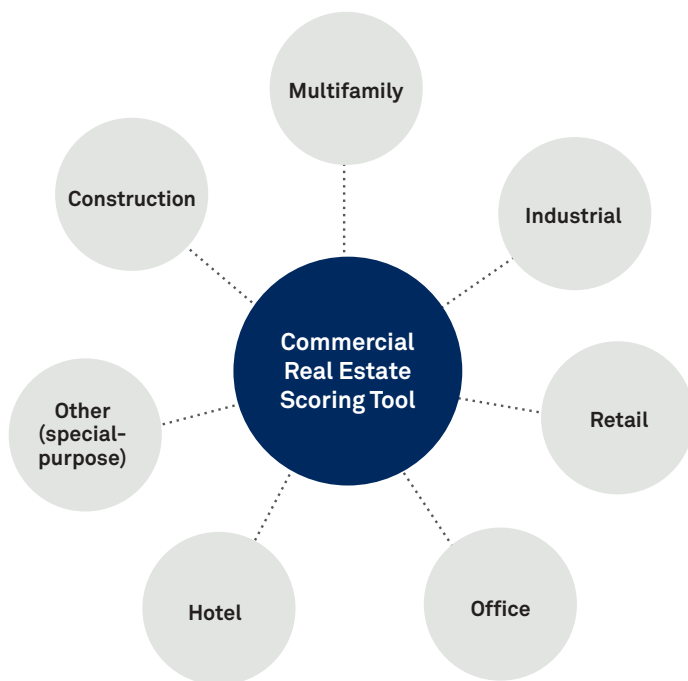 Multifamily
Construction
Industrial
Commercial
Real Estate
Scoring Tool
Other
(special-
purpose)
Retail
Hotel
Office